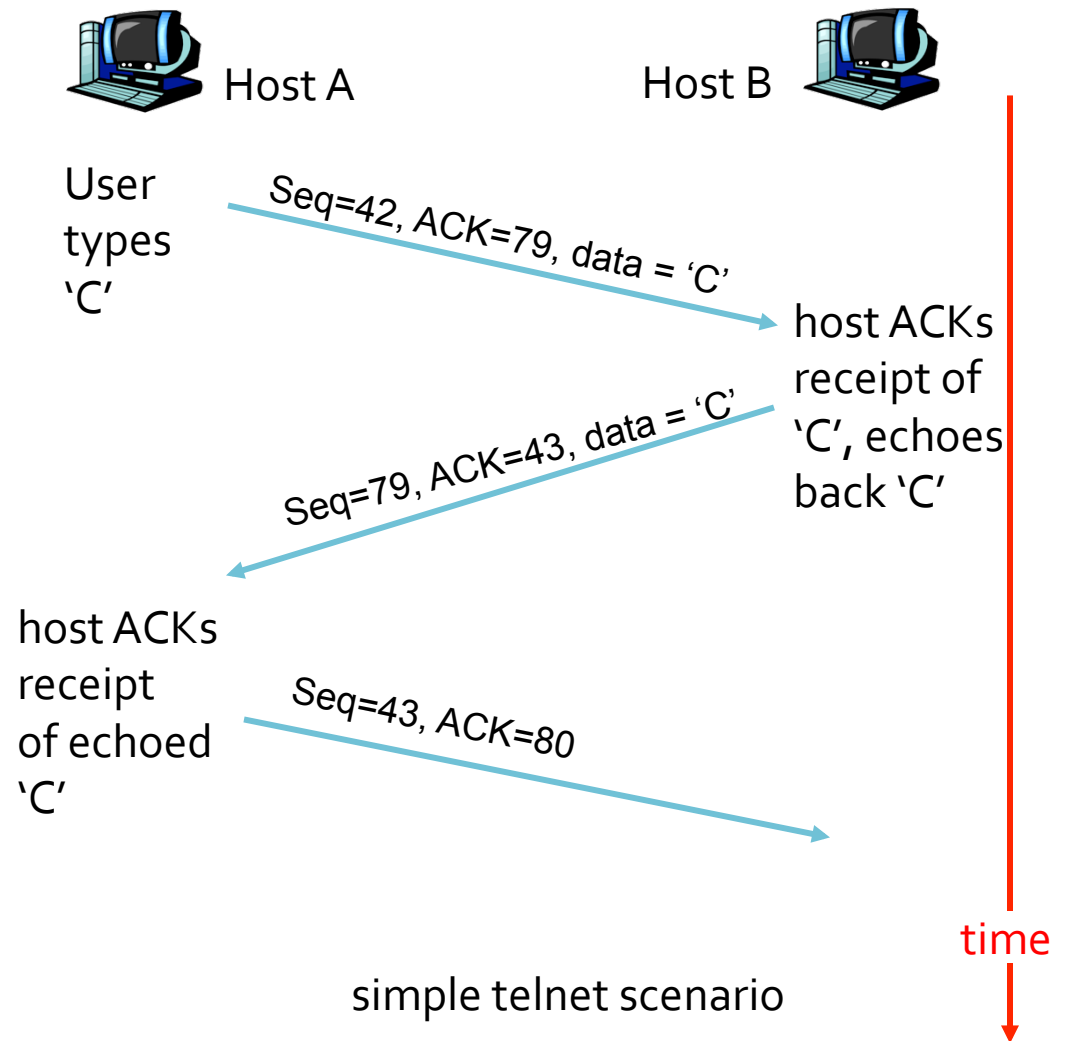 Host A
Host B
User
types
‘C’
Seq=42, ACK=79, data = ‘C’
host ACKs
receipt of
‘C’, echoes
back ‘C’
Seq=79, ACK=43, data = ‘C’
host ACKs
receipt
of echoed
‘C’
Seq=43, ACK=80
time
simple telnet scenario